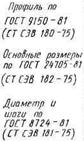 Профиль по
ГОСТ 9150-81
(СТ СЭВ 180-75)
Основные размеры
по ГОСТ 24705-81
(СТ СЭВ 182-75)
Диаметр и
шаги по
ГОСТ 8724-81
(СТ СЭВ 181-75)